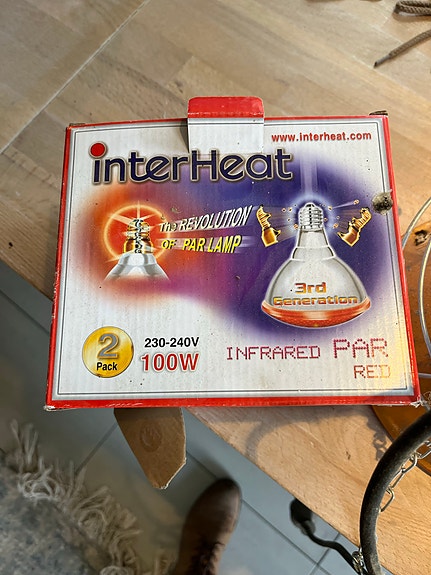 www.interheat.com
interHeat
The REVOLUTION
OF PAR LAMP
3rd
Generation
2
Pack
230-240V
100W
INFRARED PAR
RED